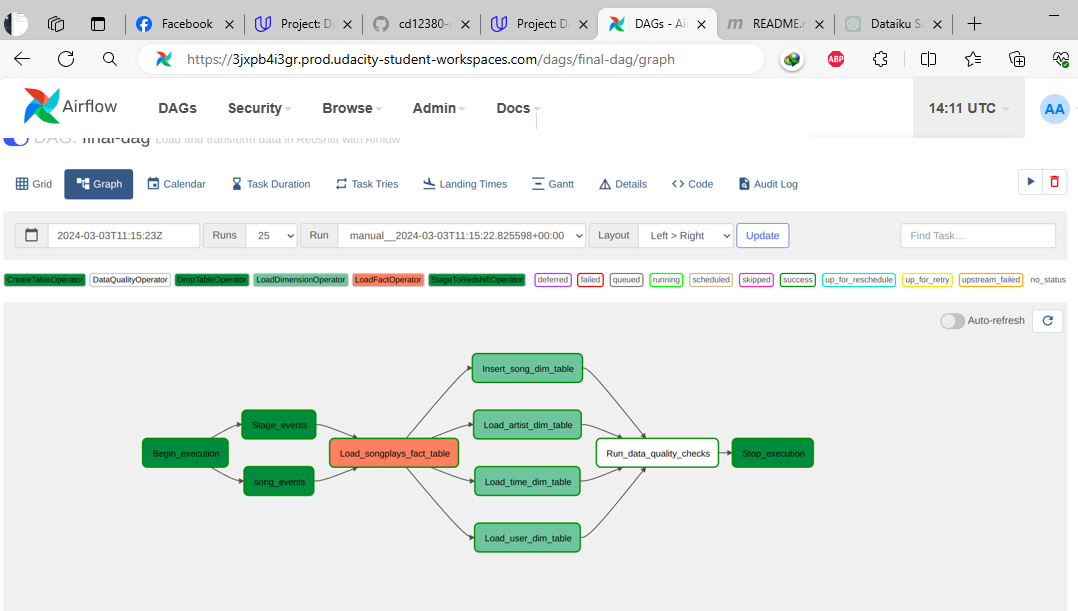 Facebook
Project: D
cd12380-
Project: D
DAGs - Air
README.
Dataiku S
https://3jxpb4i3gr.prod.udacity-student-workspaces.com/dags/final-dag/graph
ABP
Airflow
DAGs
Security
Browse
Admin
Docs
14:11 UTC
AA
DAG: final-dag Load and transform data in Redshift with Airflow
Grid
Graph
Calendar
Task Duration
Task Tries
Landing Times
Gantt
Details
Code
Audit Log
2024-03-03T11:15:23Z
Runs
25
Run
manual__2024-03-03T11:15:22.825598+00:00
Layout
Left > Right
Update
Find Task...
CreateTableOperator
DataQualityOperator
DropTableOperator
LoadDimensionOperator
LoadFactOperator
StageToRedshiftOperator
deferred
failed
queued
running
scheduled
skipped
success
up_for_reschedule
up_for_retry
upstream_failed
no_status
Auto-refresh
Begin_execution
Stage_events
song_events
Load_songplays_fact_table
Insert_song_dim_table
Load_artist_dim_table
Load_time_dim_table
Load_user_dim_table
Run_data_quality_checks
Stop_execution